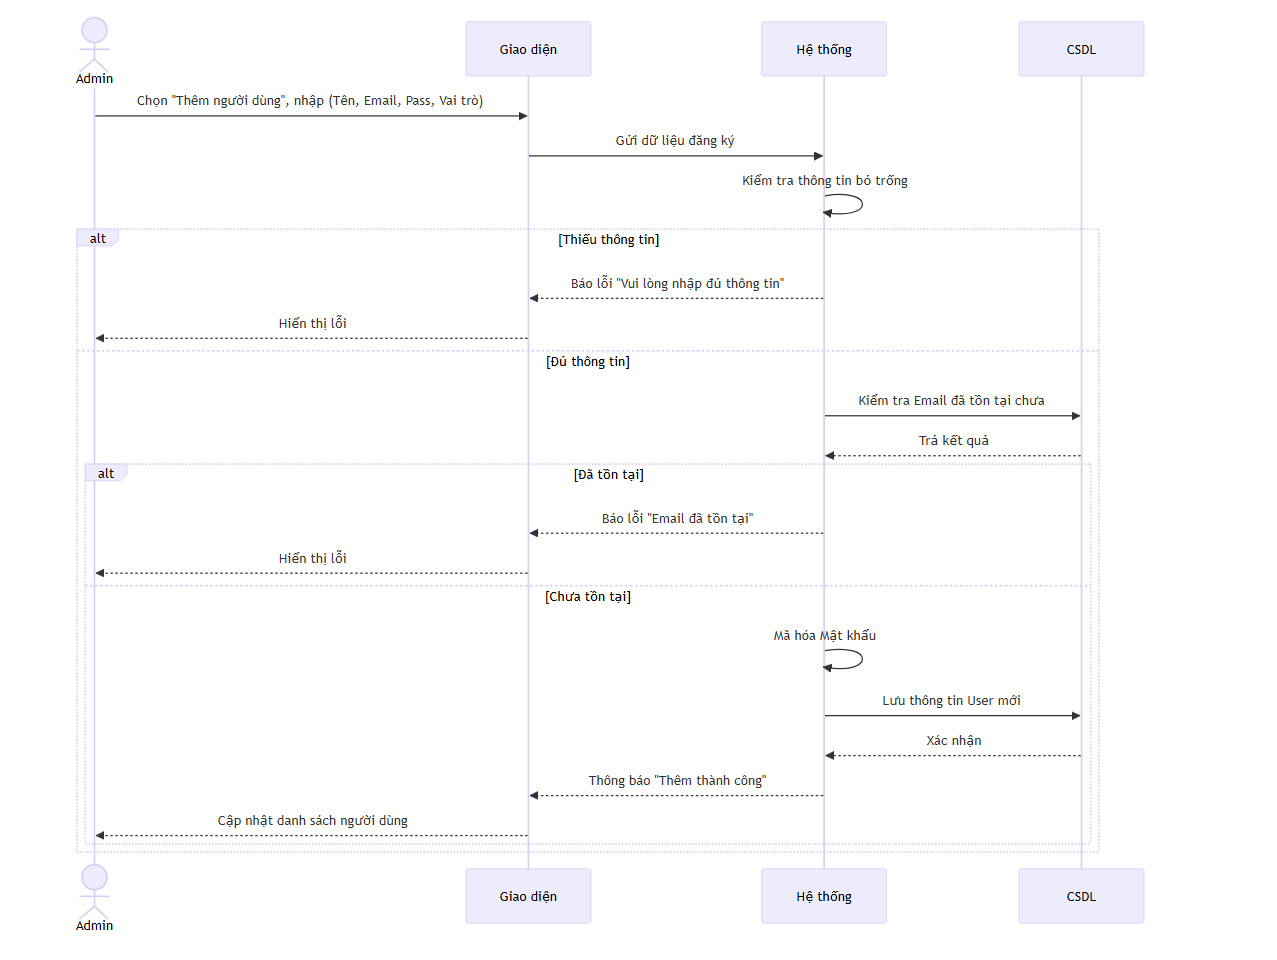 Giao diện
Hệ thống
CSDL
Admin
Chọn "Thêm người dùng", nhập (Tên, Email, Pass, Vai trò)
Gửi dữ liệu đăng ký
Kiểm tra thông tin bỏ trống
alt
[Thiếu thông tin]
Báo lỗi "Vui lòng nhập đủ thông tin"
Hiển thị lỗi
[Đủ thông tin]
Kiểm tra Email đã tồn tại chưa
Trả kết quả
alt
[Đã tồn tại]
Báo lỗi "Email đã tồn tại"
Hiển thị lỗi
[Chưa tồn tại]
Mã hóa Mật khẩu
Lưu thông tin User mới
Xác nhận
Thông báo "Thêm thành công"
Cập nhật danh sách người dùng
Giao diện
Hệ thống
CSDL
Admin